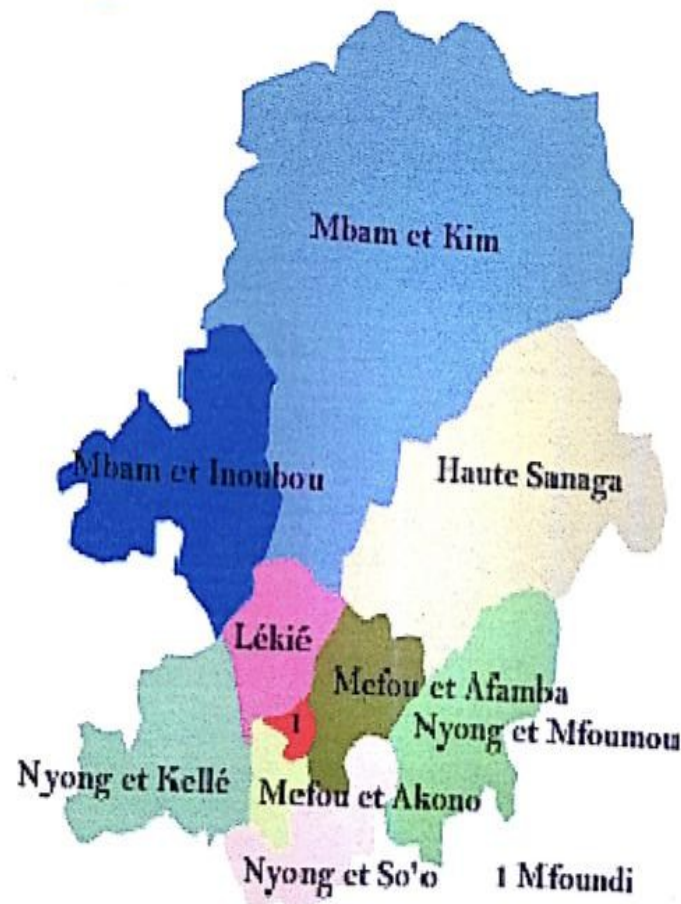 Mbam et Kim
Mbam et Inoubou
Haute Sanaga
Lékié
Mefou et Afamba
1
Nyong et Mfoumou
Nyong et Kellé
Mefou et Akono
Nyong et So'o
1 Mfoundi